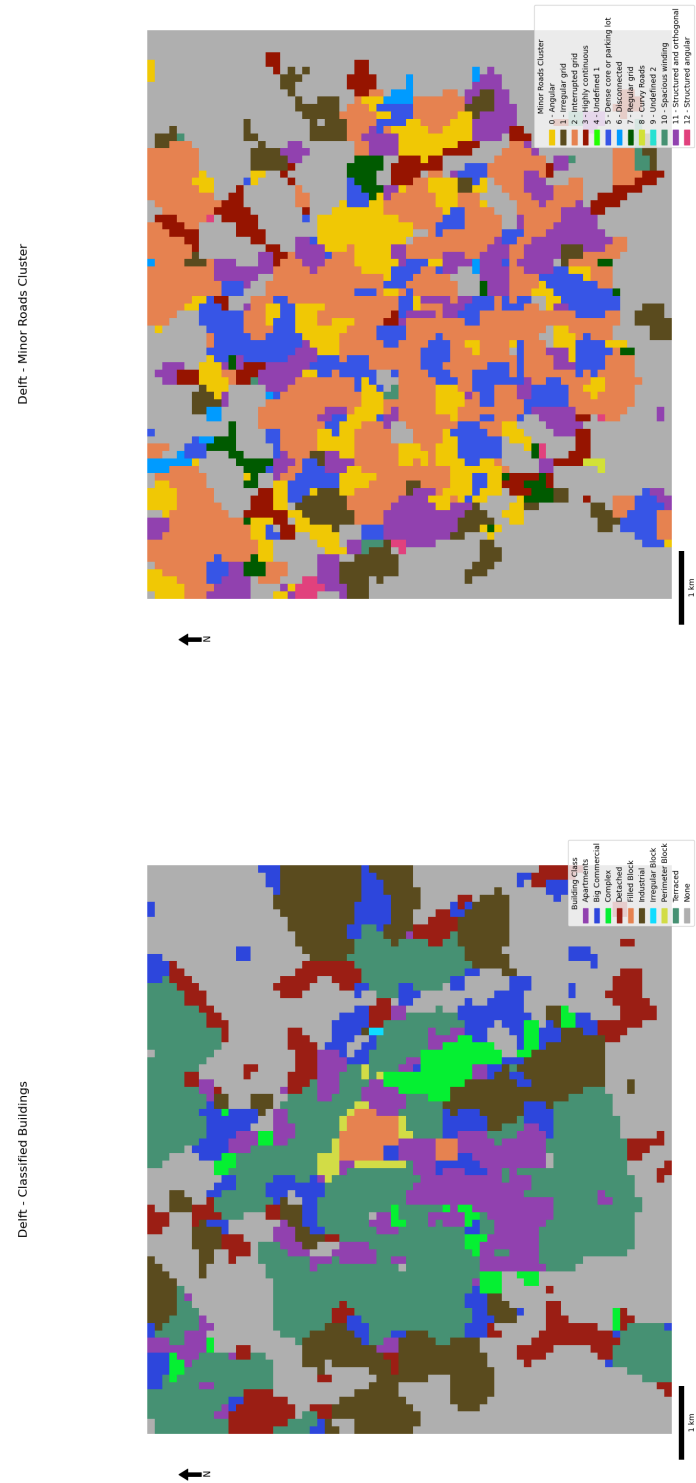 Delft - Minor Roads Cluster
Minor Roads Cluster
0 - Angular
1 - Irregular grid
2 - Interrupted grid
3 - Highly continuous
4 - Undefined 1
5 - Dense core or parking lot
6 - Disconnected
7 - Regular grid
8 - Curvy Roads
9 - Undefined 2
10 - Spacious winding
11 - Structured and orthogonal
12 - Structured angular
N
1 km
Delft - Classified Buildings
Building Class
Apartments
Big Commercial
Complex
Detached
Filled Block
Industrial
Irregular Block
Perimeter Block
Terraced
None
N
1 km